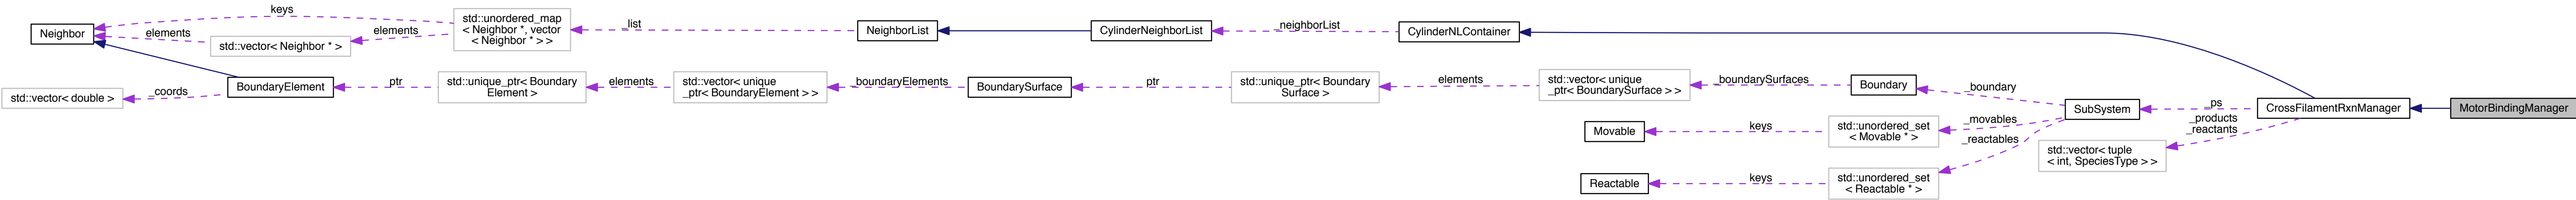 keys
Neighbor
elements
std::vector< Neighbor * >
elements
std::unordered_map
< Neighbor *, vector
< Neighbor * > >
_list
NeighborList
CylinderNeighborList
_neighborList
CylinderNLContainer
std::vector< double >
_coords
BoundaryElement
ptr
std::unique_ptr< Boundary
Element >
elements
std::vector< unique
_ptr< BoundaryElement > >
_boundaryElements
BoundarySurface
ptr
std::unique_ptr< Boundary
Surface >
elements
std::vector< unique
_ptr< BoundarySurface > >
_boundarySurfaces
Boundary
_boundary
SubSystem
_ps
CrossFilamentRxnManager
MotorBindingManager
Movable
keys
std::unordered_set
< Movable * >
_movables
_reactables
_products
_reactants
std::vector< tuple
< int, SpeciesType > >
Reactable
keys
std::unordered_set
< Reactable * >